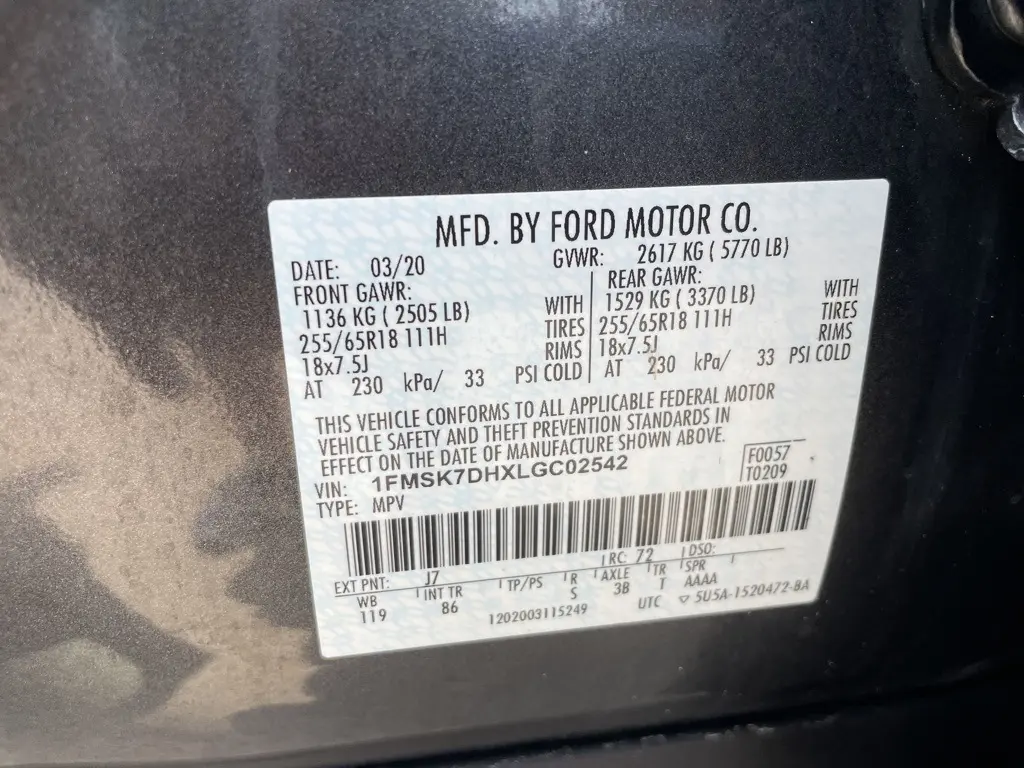 MFD. BY FORD MOTOR CO.
DATE: 03/20 GVWR: 2617 KG ( 5770 LB)
FRONT GAWR: REAR GAWR:
1136 KG ( 2505 LB) WITH 1529 KG ( 3370 LB) WITH
255/65R18 111H TIRES 255/65R18 111H TIRES
18x7.5J RIMS 18x7.5J RIMS
AT 230 kPa/ 33 PSI COLD AT 230 kPa/ 33 PSI COLD
THIS VEHICLE CONFORMS TO ALL APPLICABLE FEDERAL MOTOR
VEHICLE SAFETY AND THEFT PREVENTION STANDARDS IN
EFFECT ON THE DATE OF MANUFACTURE SHOWN ABOVE.
VIN: 1FMSK7DHXLGC02542 F0057
TYPE: MPV T0209
EXT PNT: J7 RC: 72 DSO:
WB INT TR TP/PS R AXLE TR SPR
119 86 S 3B T AAAA
1202003115249 UTC ▽ 5U5A-1520472-BA